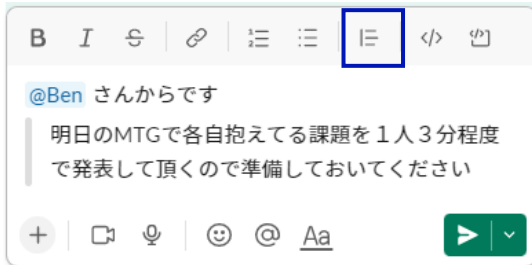 @Ben さんからです
明日のMTGで各自抱えてる課題を１人３分程度
で発表して頂くので準備しておいてください
Aa